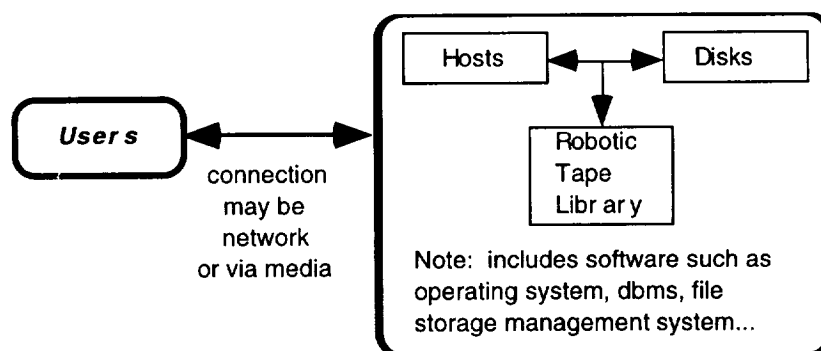 Hosts
Disks
Users
Robotic
Tape
Library
connection
may be
network
or via media
Note: includes software such as
operating system, dbms, file
storage management system...